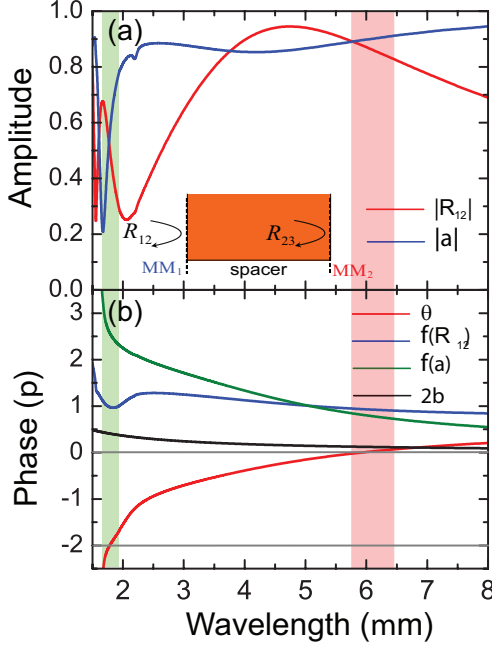 (a)
Amplitude
1.0
0.8
0.6
0.4
0.2
0.0
R12
R23
MM1
spacer
MM2
|R12|
|a|
(b)
Phase (p)
3
2
1
0
-1
-2
θ
f(R 12)
f(a)
2b
2 3 4 5 6 7 8
Wavelength (mm)